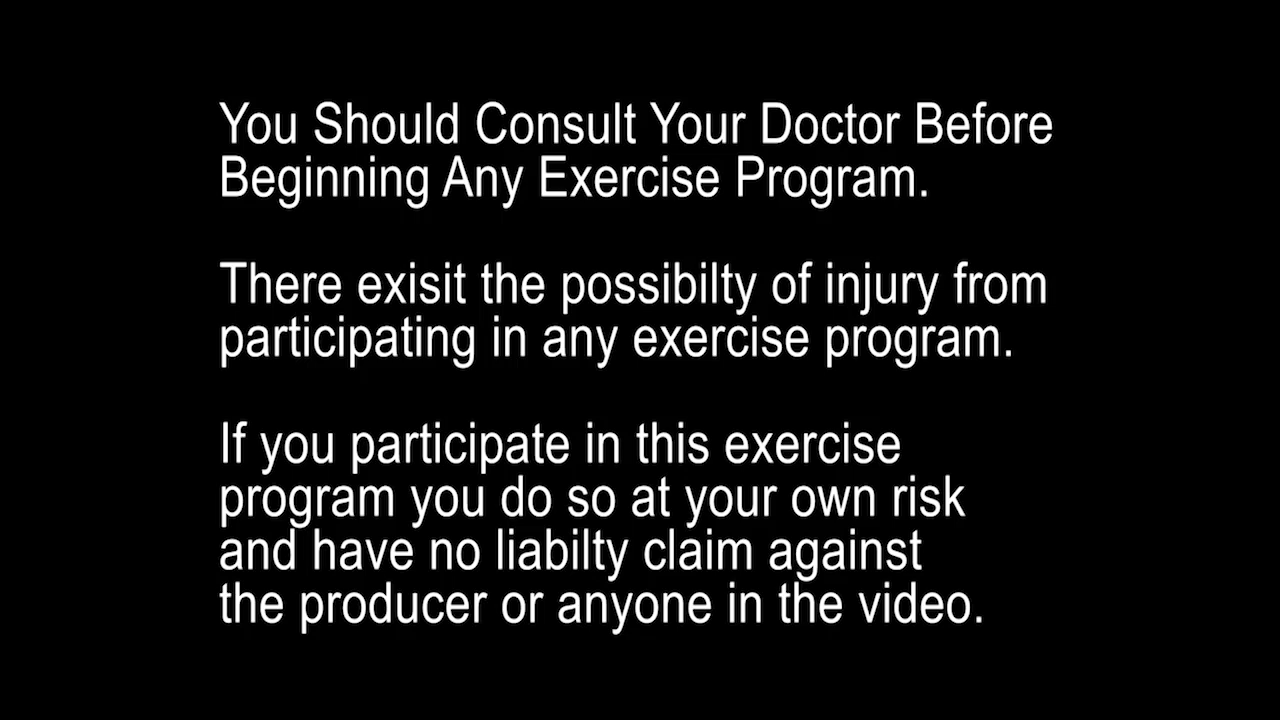 You Should Consult Your Doctor Before
Beginning Any Exercise Program.
There exisit the possibilty of injury from
participating in any exercise program.
If you participate in this exercise
program you do so at your own risk
and have no liabilty claim against
the producer or anyone in the video.